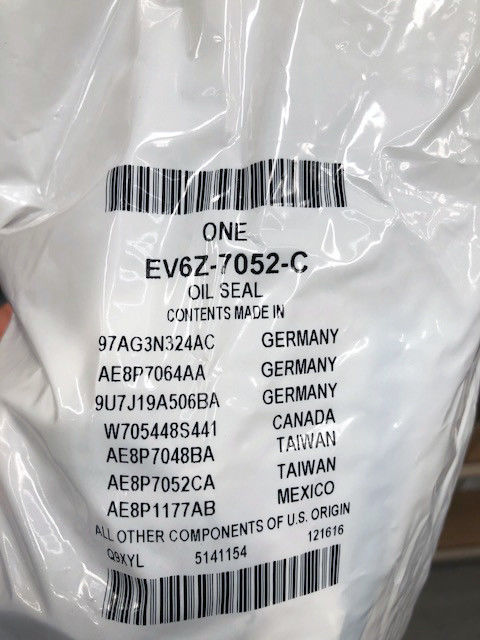 ONE
EV6Z-7052-C
OIL SEAL
CONTENTS MADE IN
97AG3N324AC GERMANY
AE8P7064AA GERMANY
9U7J19A506BA GERMANY
W705448S441 CANADA
AE8P7048BA TAIWAN
AE8P7052CA TAIWAN
AE8P1177AB MEXICO
ALL OTHER COMPONENTS OF U.S. ORIGIN
Q9XYL 5141154 121616